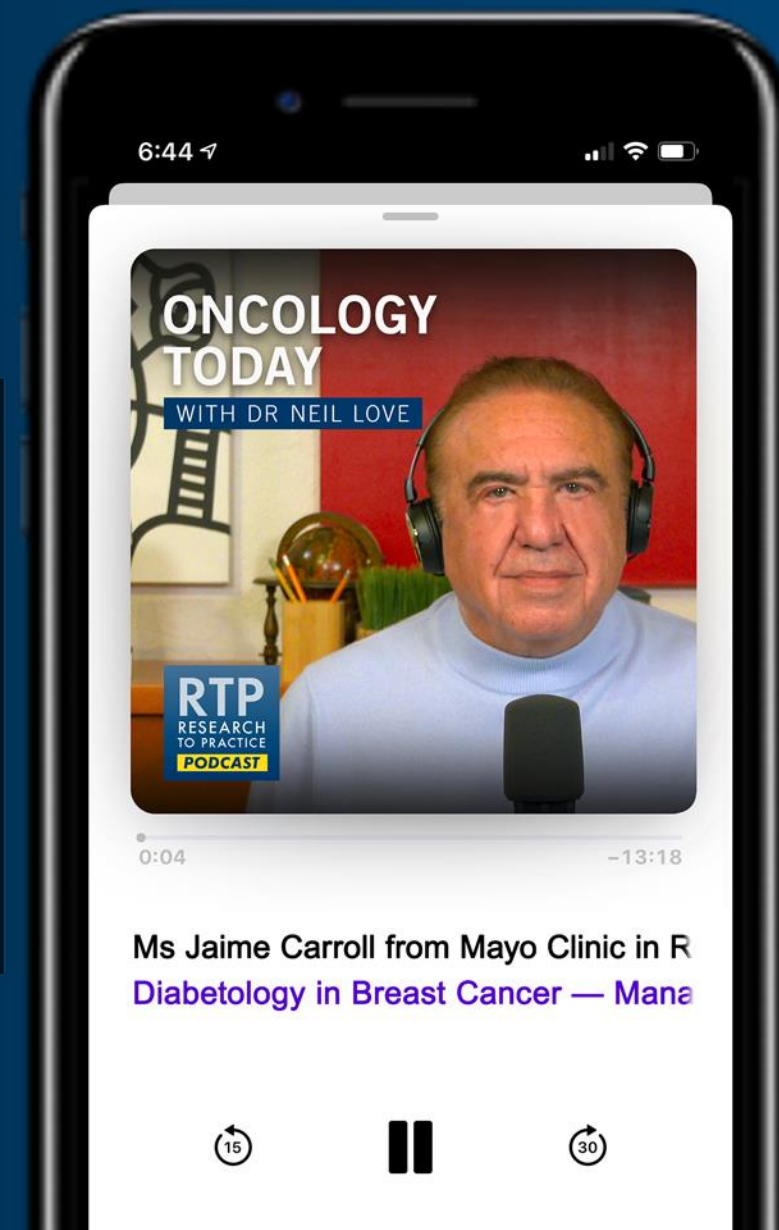 6:44
ONCOLOGY
TODAY
WITH DR NEIL LOVE
RTP
RESEARCH
TO PRACTICE
PODCAST
0:04
-13:18
Ms Jaime Carroll from Mayo Clinic in R
Diabetology in Breast Cancer — Mana
15
30